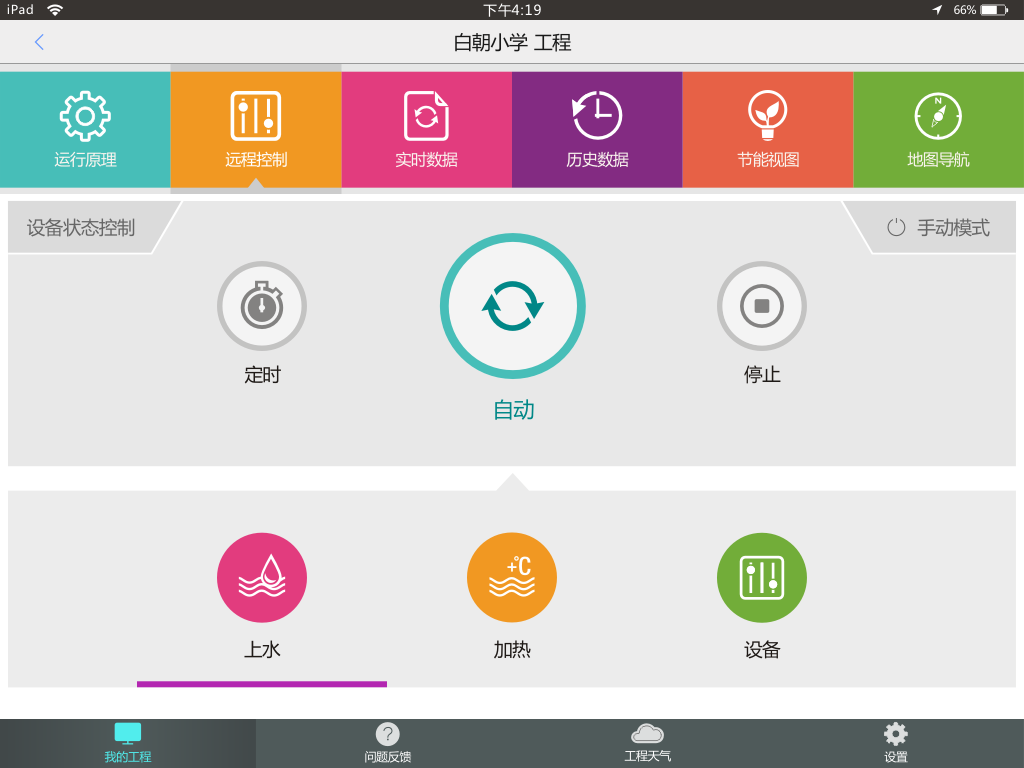 iPad 下午4:19 66%
白朝小学 工程
运行原理 远程控制 实时数据 历史数据 节能视图 N 地图导航
设备状态控制 手动模式
定时 自动 停止
+°C
上水 加热 设备
我的工程 ? 问题反馈 工程天气 设置